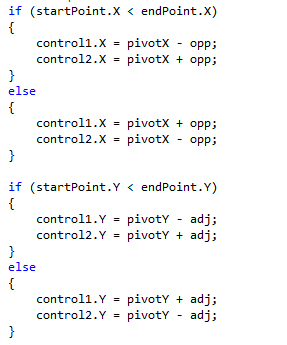 if (startPoint.X < endPoint.X)
{
    control1.X = pivotX - opp;
    control2.X = pivotX + opp;
}
else
{
    control1.X = pivotX + opp;
    control2.X = pivotX - opp;
}

if (startPoint.Y < endPoint.Y)
{
    control1.Y = pivotY - adj;
    control2.Y = pivotY + adj;
}
else
{
    control1.Y = pivotY + adj;
    control2.Y = pivotY - adj;
}